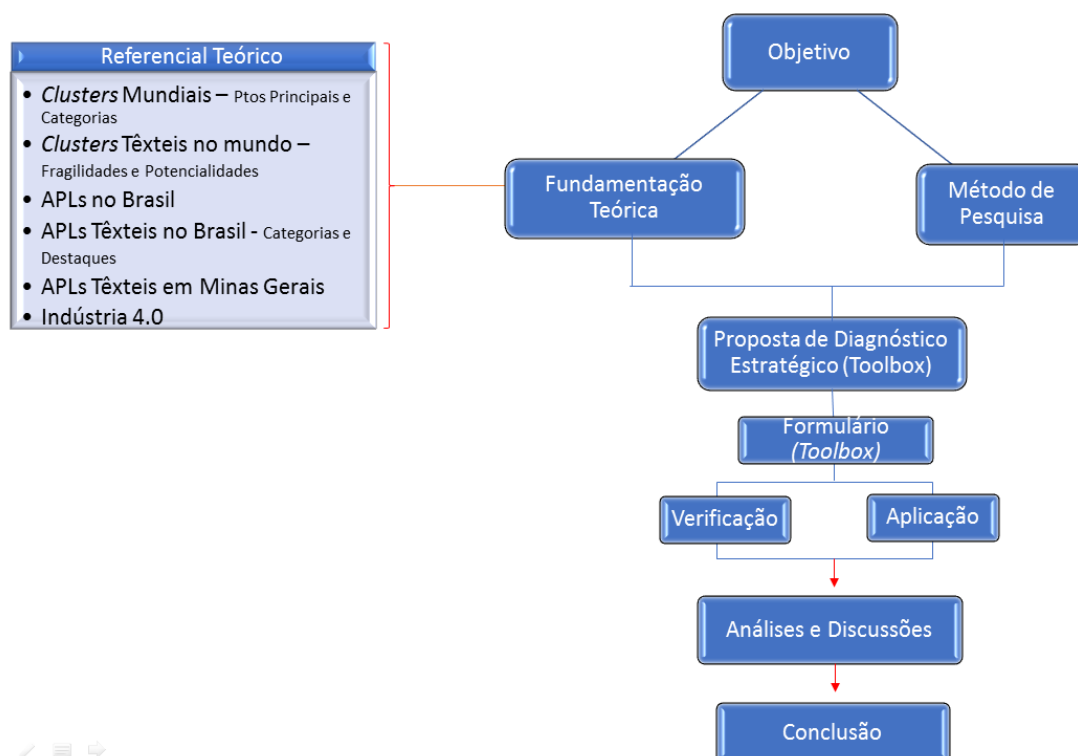 Referencial Teórico
• Clusters Mundiais – Ptos Principais e
Categorias
• Clusters Têxteis no mundo –
Fragilidades e Potencialidades
• APLs no Brasil
• APLs Têxteis no Brasil - Categorias e
Destaques
• APLs Têxteis em Minas Gerais
• Indústria 4.0
Objetivo
Fundamentação
Teórica
Método de
Pesquisa
Proposta de Diagnóstico
Estratégico (Toolbox)
Formulário
(Toolbox)
Verificação
Aplicação
Análises e Discussões
Conclusão